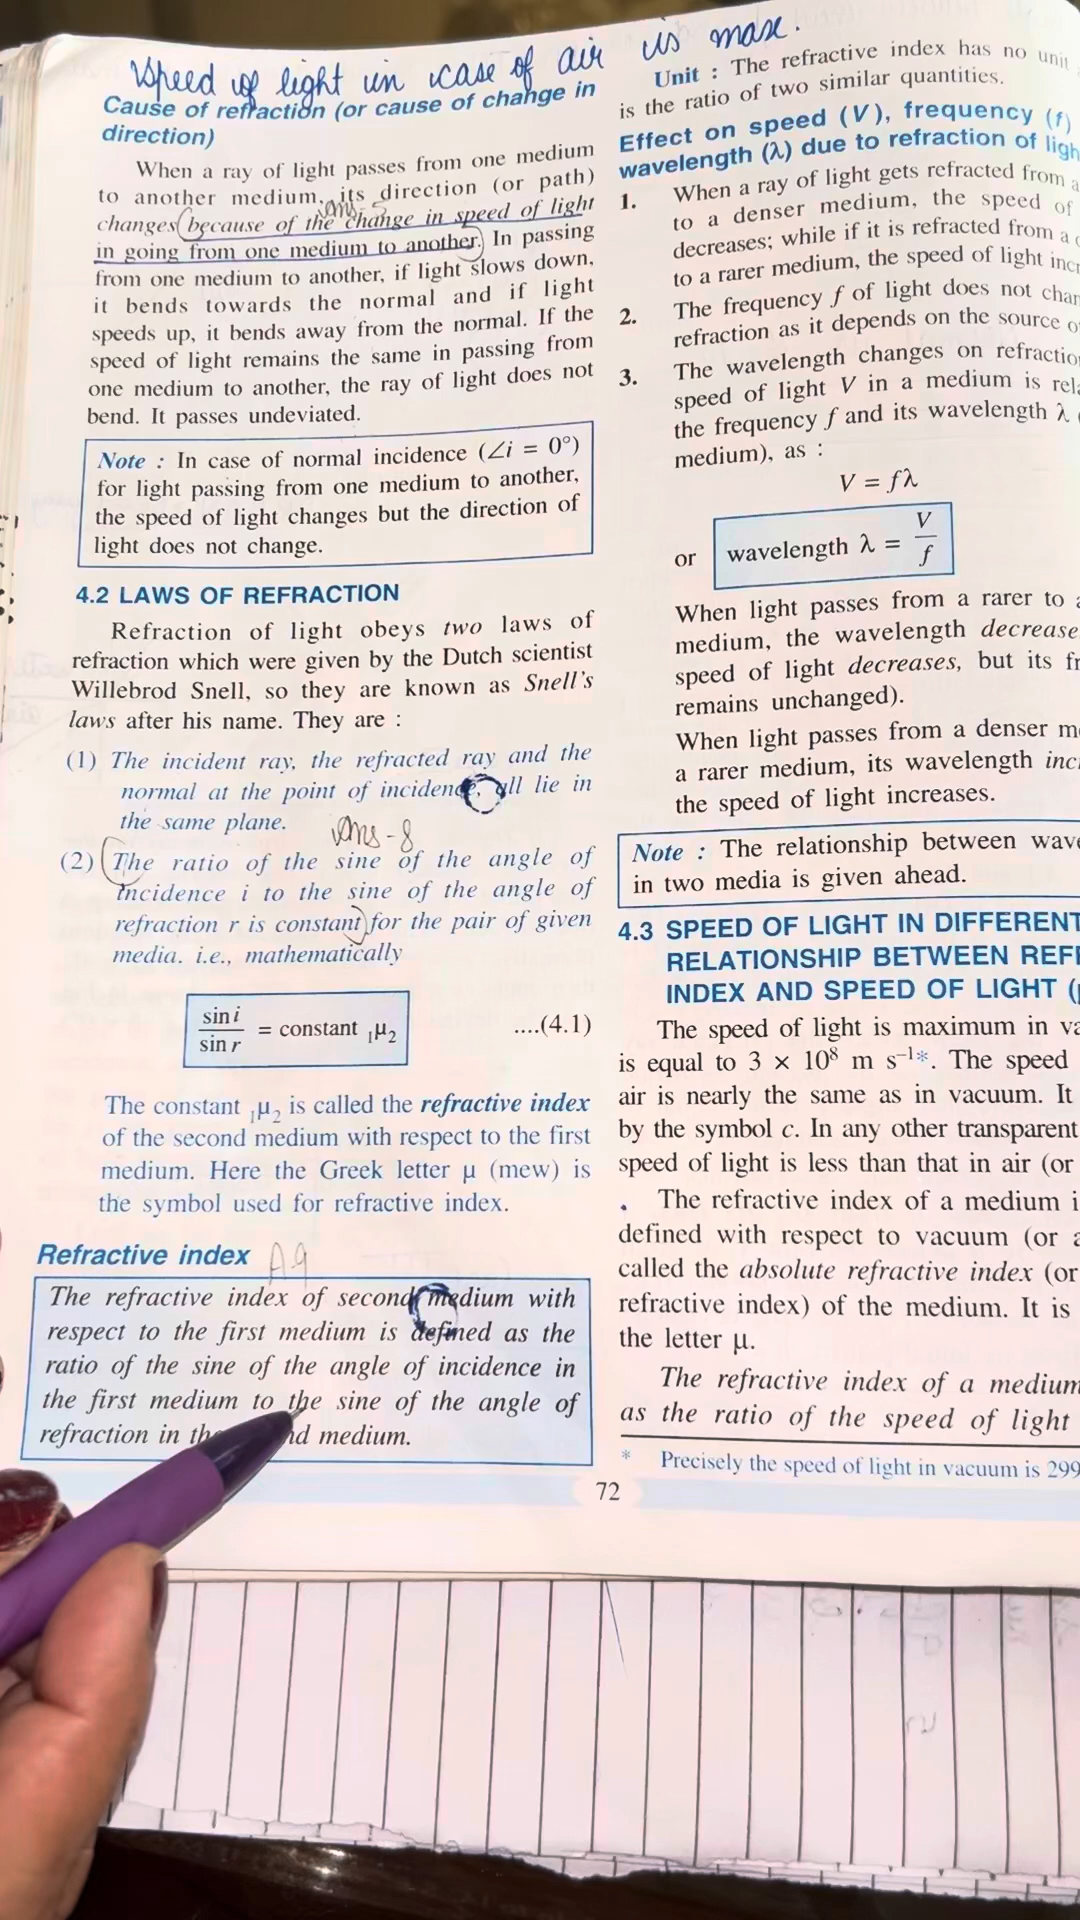 Speed of light in case of air is max.
Cause of refraction (or cause of change in
direction)
When a ray of light passes from one medium
to another medium, its direction (or path)
ans-5
changes because of the change in speed of light
in going from one medium to another. In passing
from one medium to another, if light slows down,
it bends towards the normal and if light
speeds up, it bends away from the normal. If the
speed of light remains the same in passing from
one medium to another, the ray of light does not
bend. It passes undeviated.
Note : In case of normal incidence (∠i = 0°)
for light passing from one medium to another,
the speed of light changes but the direction of
light does not change.
4.2 LAWS OF REFRACTION
Refraction of light obeys two laws of
refraction which were given by the Dutch scientist
Willebrod Snell, so they are known as Snell's
laws after his name. They are :
(1) The incident ray, the refracted ray and the
normal at the point of incidence, all lie in
the same plane.
ans-8
(2) The ratio of the sine of the angle of
incidence i to the sine of the angle of
refraction r is constant for the pair of given
media. i.e., mathematically
sin i / sin r = constant ₁μ₂ ....(4.1)
The constant ₁μ₂ is called the refractive index
of the second medium with respect to the first
medium. Here the Greek letter μ (mew) is
the symbol used for refractive index.
Refractive index A9
The refractive index of second medium with
respect to the first medium is defined as the
ratio of the sine of the angle of incidence in
the first medium to the sine of the angle of
refraction in medium.
Unit : The refractive index has no unit
is the ratio of two similar quantities.
Effect on speed (V), frequency (f)
wavelength (λ) due to refraction of
1. When a ray of light gets refracted from
to a denser medium, the speed of
decreases; while if it is refracted from a
to a rarer medium, the speed of light
2. The frequency f of light does not
refraction as it depends on the source
3. The wavelength changes on
speed of light V in a medium is
the frequency f and its wavelength λ
medium), as :
V = fλ
or wavelength λ = V / f
When light passes from a rarer to
medium, the wavelength decrease
speed of light decreases, but its
remains unchanged).
When light passes from a denser
a rarer medium, its wavelength
the speed of light increases.
Note : The relationship between
in two media is given ahead.
4.3 SPEED OF LIGHT IN DIFFERENT
RELATIONSHIP BETWEEN
INDEX AND SPEED OF LIGHT
The speed of light is maximum in
is equal to 3 × 10⁸ m s⁻¹*. The speed
air is nearly the same as in vacuum. It
by the symbol c. In any other transparent
speed of light is less than that in air (or
The refractive index of a medium
defined with respect to vacuum (or
called the absolute refractive index (or
refractive index) of the medium. It is
the letter μ.
The refractive index of a medium
as the ratio of the speed of light
* Precisely the speed of light in vacuum is 299
72